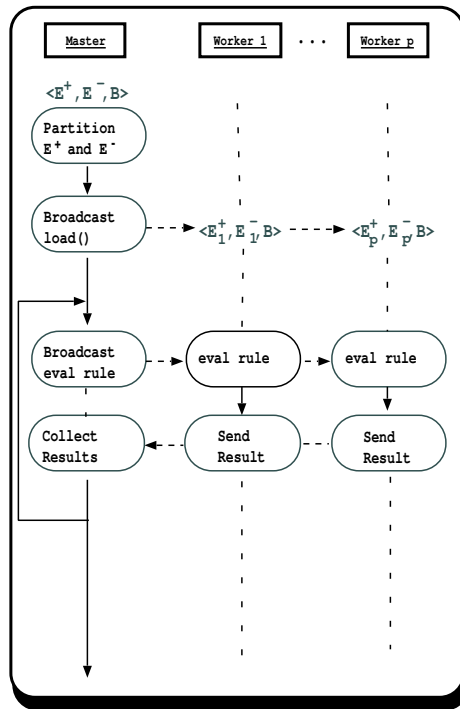 Master
Worker 1
. . .
Worker p
<E⁺, E⁻, B>
Partition
E⁺ and E⁻
Broadcast
load()
<E₁⁺, E₁⁻, B>
<Eₚ⁺, Eₚ⁻, B>
Broadcast
eval rule
eval rule
eval rule
Collect
Results
Send
Result
Send
Result